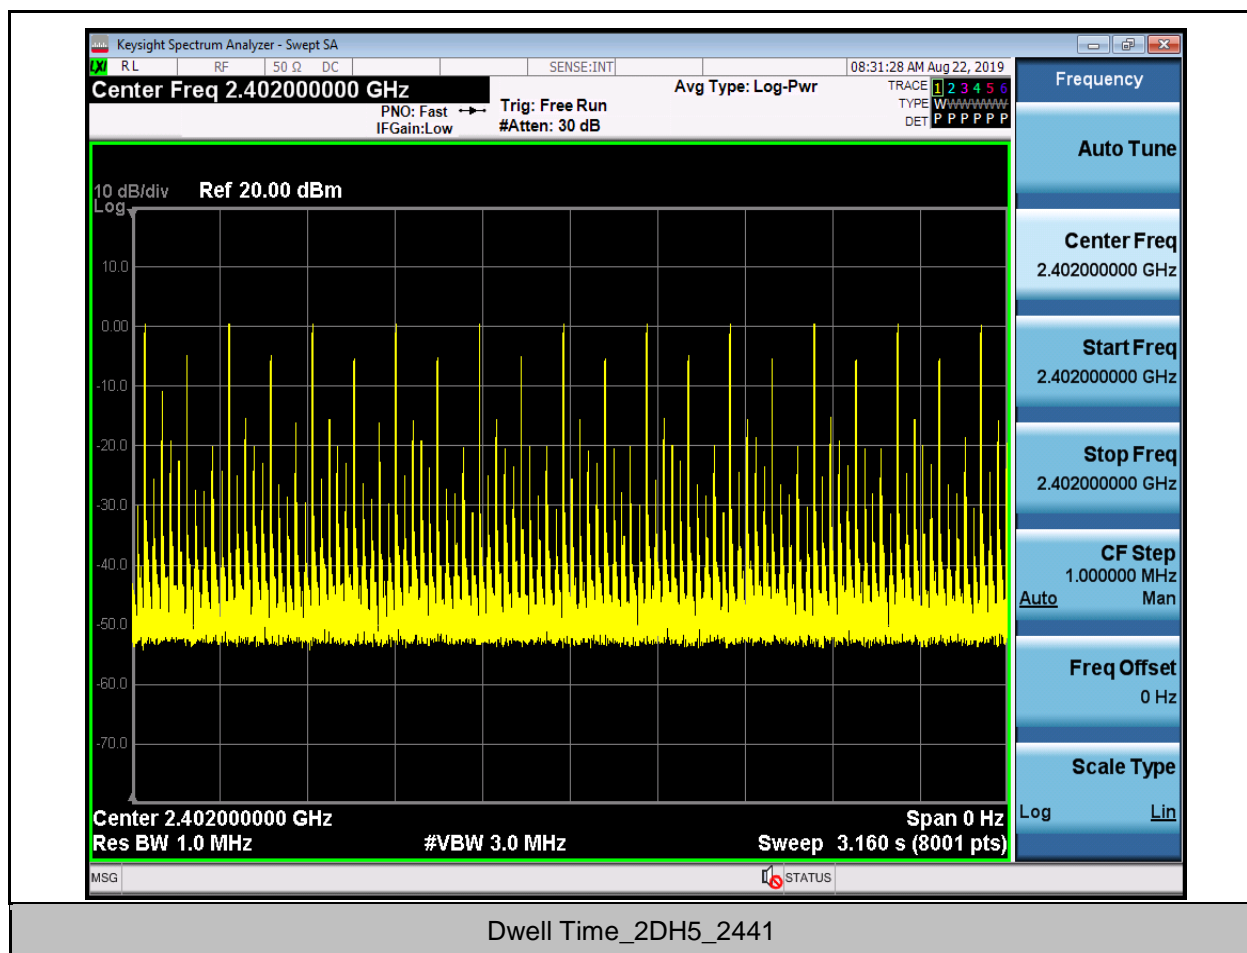 Keysight Spectrum Analyzer - Swept SA
LXI RL RF 50 Ω DC SENSE:INT 08:31:28 AM Aug 22, 2019
Center Freq 2.402000000 GHz Avg Type: Log-Pwr TRACE 1 2 3 4 5 6
PNO: Fast Trig: Free Run TYPE WWWWWW
IFGain:Low #Atten: 30 dB DET P P P P P P
10 dB/div Ref 20.00 dBm
Log
10.0
0.00
-10.0
-20.0
-30.0
-40.0
-50.0
-60.0
-70.0
Center 2.402000000 GHz Span 0 Hz
Res BW 1.0 MHz #VBW 3.0 MHz Sweep 3.160 s (8001 pts)
MSG STATUS
Frequency
Auto Tune
Center Freq
2.402000000 GHz
Start Freq
2.402000000 GHz
Stop Freq
2.402000000 GHz
CF Step
1.000000 MHz
Auto Man
Freq Offset
0 Hz
Scale Type
Log Lin
Dwell Time_2DH5_2441